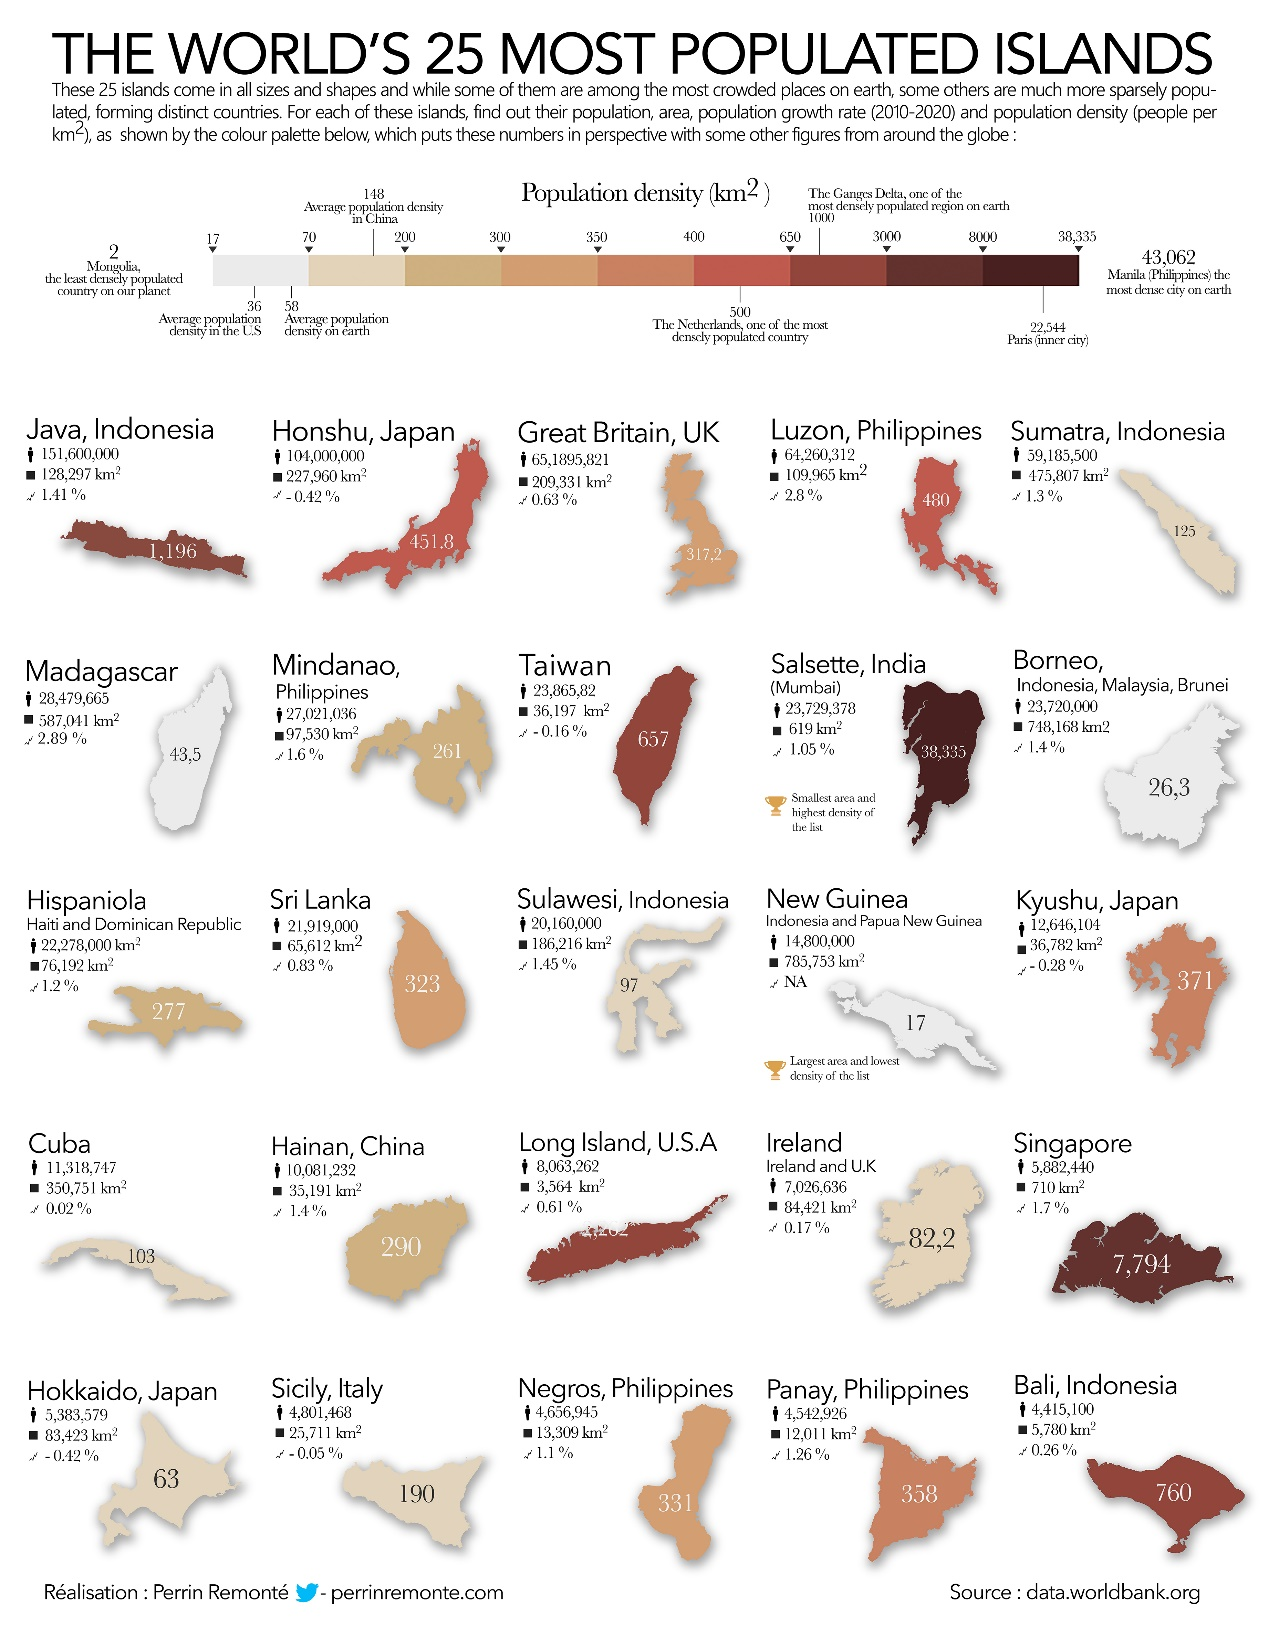 THE WORLD'S 25 MOST POPULATED ISLANDS
These 25 islands come in all sizes and shapes and while some of them are among the most crowded places on earth, some others are much more sparsely popu-
lated, forming distinct countries. For each of these islands, find out their population, area, population growth rate (2010-2020) and population density (people per
km2), as shown by the colour palette below, which puts these numbers in perspective with some other figures from around the globe :
Population density (km2 )
148
Average population density
in China
The Ganges Delta, one of the
most densely populated region on earth
1000
17
70
200
300
350
400
650
3000
8000
38,335
2
Mongolia,
the least densely populated
country on our planet
43,062
Manila (Philippines) the
most dense city on earth
36
Average population
density in the U.S
58
Average population
density on earth
500
The Netherlands, one of the most
densely populated country
22,544
Paris (inner city)
Java, Indonesia
151,600,000
128,297 km2
1.41 %
1,196
Honshu, Japan
104,000,000
227,960 km2
- 0.42 %
451.8
Great Britain, UK
65,1895,821
209,331 km2
0.63 %
317,2
Luzon, Philippines
64,260,312
109,965 km2
2.8 %
480
Sumatra, Indonesia
59,185,500
475,807 km2
1.3 %
125
Madagascar
28,479,665
587,041 km2
2.89 %
43,5
Mindanao,
Philippines
27,021,036
97,530 km2
1.6 %
261
Taiwan
23,865,82
36,197 km2
- 0.16 %
657
Salsette, India
(Mumbai)
23,729,378
619 km2
1.05 %
38,335
Smallest area and
highest density of
the list
Borneo,
Indonesia, Malaysia, Brunei
23,720,000
748,168 km2
1.4 %
26,3
Hispaniola
Haiti and Dominican Republic
22,278,000 km2
76,192 km2
1.2 %
277
Sri Lanka
21,919,000
65,612 km2
0.83 %
323
Sulawesi, Indonesia
20,160,000
186,216 km2
1.45 %
97
New Guinea
Indonesia and Papua New Guinea
14,800,000
785,753 km2
NA
17
Largest area and lowest
density of the list
Kyushu, Japan
12,646,104
36,782 km2
- 0.28 %
371
Cuba
11,318,747
350,751 km2
0.02 %
103
Hainan, China
10,081,232
35,191 km2
1.4 %
290
Long Island, U.S.A
8,063,262
3,564 km2
0.61 %
Ireland
Ireland and U.K
7,026,636
84,421 km2
0.17 %
82,2
Singapore
5,882,440
710 km2
1.7 %
7,794
Hokkaido, Japan
5,383,579
83,423 km2
- 0.42 %
63
Sicily, Italy
4,801,468
25,711 km2
- 0.05 %
190
Negros, Philippines
4,656,945
13,309 km2
1.1 %
331
Panay, Philippines
4,542,926
12,011 km2
1.26 %
358
Bali, Indonesia
4,415,100
5,780 km2
0.26 %
760
Réalisation : Perrin Remonté - perrinremonte.com
Source : data.worldbank.org